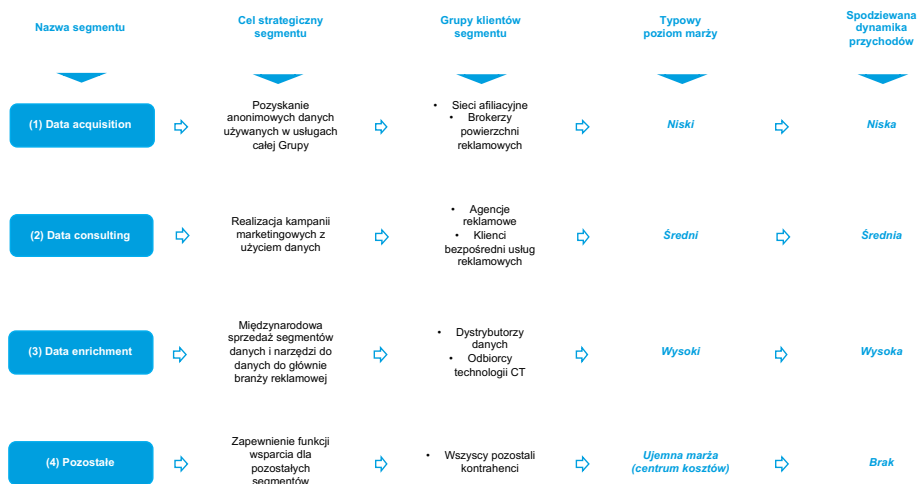 Nazwa segmentu
Cel strategiczny
segmentu
Grupy klientów
segmentu
Typowy
poziom marży
Spodziewana
dynamika
przychodów
(1) Data acquisition
Pozyskanie
anonimowych danych
używanych w usługach
całej Grupy
• Sieci afiliacyjne
• Brokerzy
powierzchni
reklamowych
Niski
Niska
(2) Data consulting
Realizacja kampanii
marketingowych z
użyciem danych
• Agencje
reklamowe
• Klienci
bezpośredni usług
reklamowych
Średni
Średnia
(3) Data enrichment
Międzynarodowa
sprzedaż segmentów
danych i narzędzi do
danych do głównie
branży reklamowej
• Dystrybutorzy
danych
• Odbiorcy
technologii CT
Wysoki
Wysoka
(4) Pozostałe
Zapewnienie funkcji
wsparcia dla
pozostałych
segmentów
• Wszyscy pozostali
kontrahenci
Ujemna marża
(centrum kosztów)
Brak